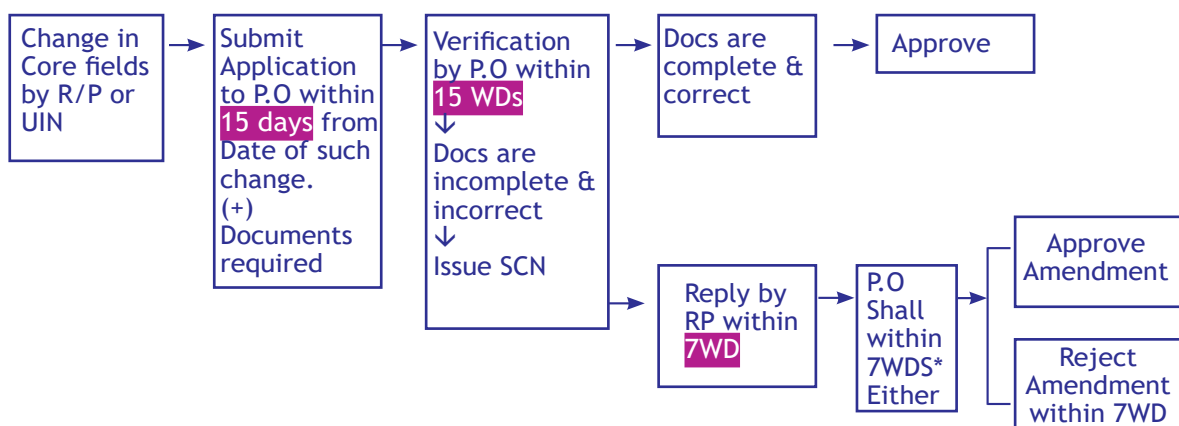 Change in
Core fields
by R/P or
UIN
Submit
Application
to P.O within
15 days from
Date of such
change.
(+)
Documents
required
Verification
by P.O within
15 WDs
↓
Docs are
incomplete &
incorrect
↓
Issue SCN
Docs are
complete &
correct
Approve
Reply by
RP within
7WD
P.O
Shall
within
7WDS*
Either
Approve
Amendment
Reject
Amendment
within 7WD